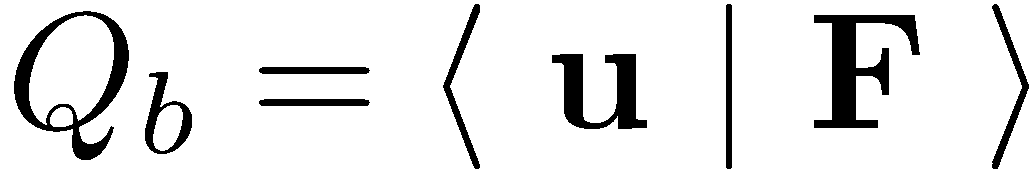 Q_b = ⟨ 𝐮 | 𝐅 ⟩